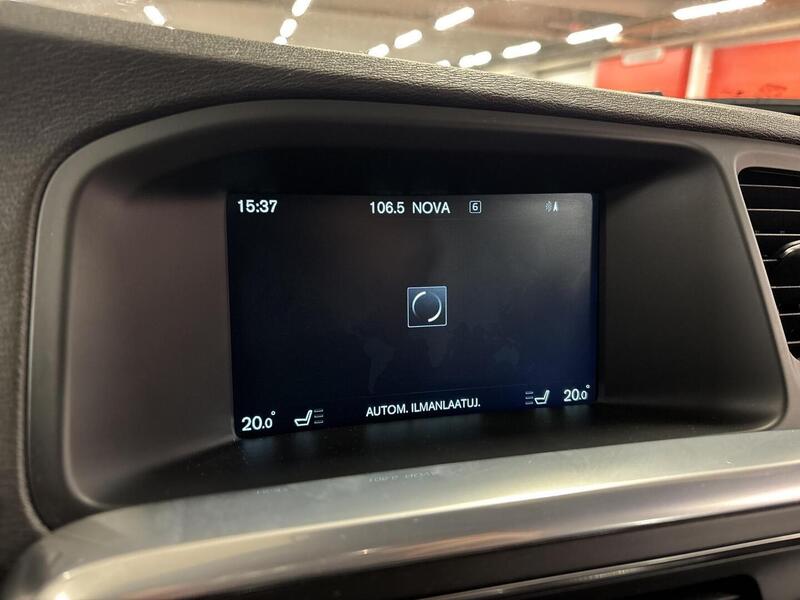 15:37 106.5 NOVA 6
AUTOM. ILMANLAATUJ.
20.0° 20.0°